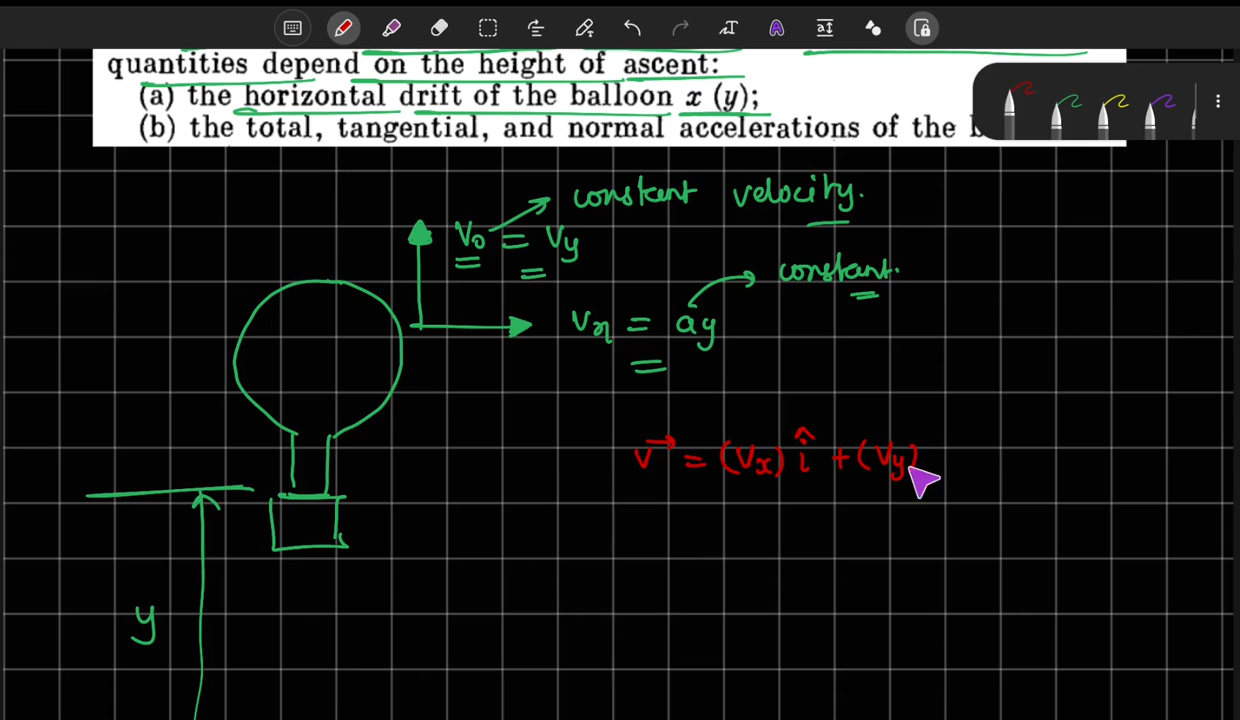 quantities depend on the height of ascent:
(a) the horizontal drift of the balloon x (y);
(b) the total, tangential, and normal accelerations of the
constant velocity.
V₀ = Vy
constant.
Vx = ay
V⃗ = (Vx) î + (Vy)
y